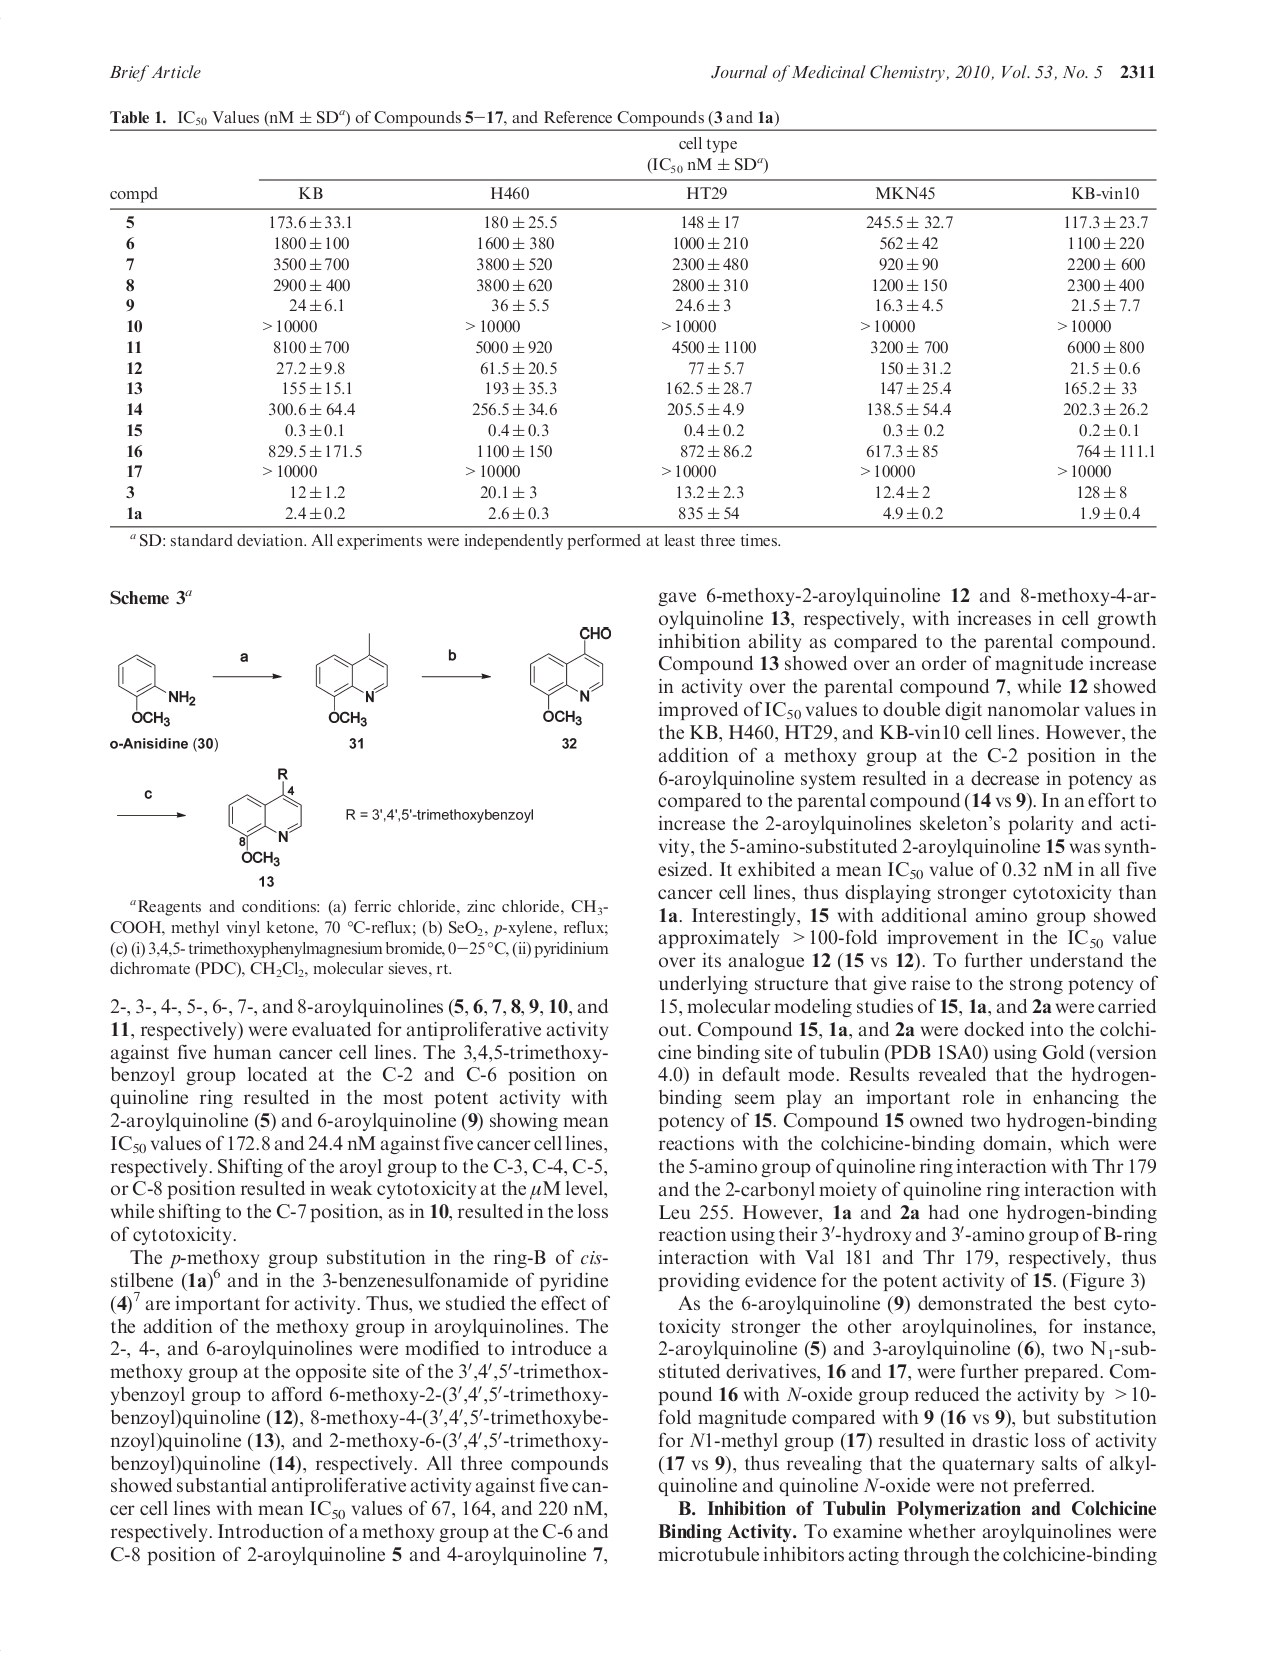 Brief Article
Journal of Medicinal Chemistry, 2010, Vol. 53, No. 5 2311
Table 1. IC50 Values (nM ± SDa) of Compounds 5−17, and Reference Compounds (3 and 1a)
cell type
(IC50 nM ± SDa)
compd KB H460 HT29 MKN45 KB-vin10
5 173.6 ± 33.1 180 ± 25.5 148 ± 17 245.5 ± 32.7 117.3 ± 23.7
6 1800 ± 100 1600 ± 380 1000 ± 210 562 ± 42 1100 ± 220
7 3500 ± 700 3800 ± 520 2300 ± 480 920 ± 90 2200 ± 600
8 2900 ± 400 3800 ± 620 2800 ± 310 1200 ± 150 2300 ± 400
9 24 ± 6.1 36 ± 5.5 24.6 ± 3 16.3 ± 4.5 21.5 ± 7.7
10 >10000 >10000 >10000 >10000 >10000
11 8100 ± 700 5000 ± 920 4500 ± 1100 3200 ± 700 6000 ± 800
12 27.2 ± 9.8 61.5 ± 20.5 77 ± 5.7 150 ± 31.2 21.5 ± 0.6
13 155 ± 15.1 193 ± 35.3 162.5 ± 28.7 147 ± 25.4 165.2 ± 33
14 300.6 ± 64.4 256.5 ± 34.6 205.5 ± 4.9 138.5 ± 54.4 202.3 ± 26.2
15 0.3 ± 0.1 0.4 ± 0.3 0.4 ± 0.2 0.3 ± 0.2 0.2 ± 0.1
16 829.5 ± 171.5 1100 ± 150 872 ± 86.2 617.3 ± 85 764 ± 111.1
17 >10000 >10000 >10000 >10000 >10000
3 12 ± 1.2 20.1 ± 3 13.2 ± 2.3 12.4 ± 2 128 ± 8
1a 2.4 ± 0.2 2.6 ± 0.3 835 ± 54 4.9 ± 0.2 1.9 ± 0.4
a SD: standard deviation. All experiments were independently performed at least three times.
Scheme 3a
CHO
a b
NH2 N N
OCH3 OCH3 OCH3
o-Anisidine (30) 31 32
R
c 4
R = 3',4',5'-trimethoxybenzoyl
8 N
OCH3
13
aReagents and conditions: (a) ferric chloride, zinc chloride, CH3-
COOH, methyl vinyl ketone, 70 °C-reflux; (b) SeO2, p-xylene, reflux;
(c) (i) 3,4,5- trimethoxyphenylmagnesium bromide, 0−25 °C, (ii) pyridinium
dichromate (PDC), CH2Cl2, molecular sieves, rt.
2-, 3-, 4-, 5-, 6-, 7-, and 8-aroylquinolines (5, 6, 7, 8, 9, 10, and
11, respectively) were evaluated for antiproliferative activity
against five human cancer cell lines. The 3,4,5-trimethoxy-
benzoyl group located at the C-2 and C-6 position on
quinoline ring resulted in the most potent activity with
2-aroylquinoline (5) and 6-aroylquinoline (9) showing mean
IC50 values of 172.8 and 24.4 nM against five cancer cell lines,
respectively. Shifting of the aroyl group to the C-3, C-4, C-5,
or C-8 position resulted in weak cytotoxicity at the μM level,
while shifting to the C-7 position, as in 10, resulted in the loss
of cytotoxicity.
The p-methoxy group substitution in the ring-B of cis-
stilbene (1a)6 and in the 3-benzenesulfonamide of pyridine
(4)7 are important for activity. Thus, we studied the effect of
the addition of the methoxy group in aroylquinolines. The
2-, 4-, and 6-aroylquinolines were modified to introduce a
methoxy group at the opposite site of the 3′,4′,5′-trimethox-
ybenzoyl group to afford 6-methoxy-2-(3′,4′,5′-trimethoxy-
benzoyl)quinoline (12), 8-methoxy-4-(3′,4′,5′-trimethoxybe-
nzoyl)quinoline (13), and 2-methoxy-6-(3′,4′,5′-trimethoxy-
benzoyl)quinoline (14), respectively. All three compounds
showed substantial antiproliferative activity against five can-
cer cell lines with mean IC50 values of 67, 164, and 220 nM,
respectively. Introduction of a methoxy group at the C-6 and
C-8 position of 2-aroylquinoline 5 and 4-aroylquinoline 7,
gave 6-methoxy-2-aroylquinoline 12 and 8-methoxy-4-ar-
oylquinoline 13, respectively, with increases in cell growth
inhibition ability as compared to the parental compound.
Compound 13 showed over an order of magnitude increase
in activity over the parental compound 7, while 12 showed
improved of IC50 values to double digit nanomolar values in
the KB, H460, HT29, and KB-vin10 cell lines. However, the
addition of a methoxy group at the C-2 position in the
6-aroylquinoline system resulted in a decrease in potency as
compared to the parental compound (14 vs 9). In an effort to
increase the 2-aroylquinolines skeleton's polarity and acti-
vity, the 5-amino-substituted 2-aroylquinoline 15 was synth-
esized. It exhibited a mean IC50 value of 0.32 nM in all five
cancer cell lines, thus displaying stronger cytotoxicity than
1a. Interestingly, 15 with additional amino group showed
approximately >100-fold improvement in the IC50 value
over its analogue 12 (15 vs 12). To further understand the
underlying structure that give raise to the strong potency of
15, molecular modeling studies of 15, 1a, and 2a were carried
out. Compound 15, 1a, and 2a were docked into the colchi-
cine binding site of tubulin (PDB 1SA0) using Gold (version
4.0) in default mode. Results revealed that the hydrogen-
binding seem play an important role in enhancing the
potency of 15. Compound 15 owned two hydrogen-binding
reactions with the colchicine-binding domain, which were
the 5-amino group of quinoline ring interaction with Thr 179
and the 2-carbonyl moiety of quinoline ring interaction with
Leu 255. However, 1a and 2a had one hydrogen-binding
reaction using their 3′-hydroxy and 3′-amino group of B-ring
interaction with Val 181 and Thr 179, respectively, thus
providing evidence for the potent activity of 15. (Figure 3)
As the 6-aroylquinoline (9) demonstrated the best cyto-
toxicity stronger the other aroylquinolines, for instance,
2-aroylquinoline (5) and 3-aroylquinoline (6), two N1-sub-
stituted derivatives, 16 and 17, were further prepared. Com-
pound 16 with N-oxide group reduced the activity by >10-
fold magnitude compared with 9 (16 vs 9), but substitution
for N1-methyl group (17) resulted in drastic loss of activity
(17 vs 9), thus revealing that the quaternary salts of alkyl-
quinoline and quinoline N-oxide were not preferred.
B. Inhibition of Tubulin Polymerization and Colchicine
Binding Activity. To examine whether aroylquinolines were
microtubule inhibitors acting through the colchicine-binding